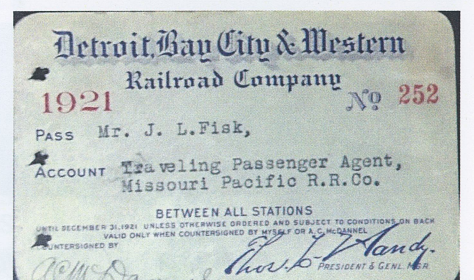 Detroit, Bay City & Western
Railroad Company
1921 No 252
PASS Mr. J. L.Fisk,
ACCOUNT Traveling Passenger Agent,
Missouri Pacific R.R.Co.
BETWEEN ALL STATIONS
UNTIL DECEMBER 31,1921 UNLESS OTHERWISE ORDERED AND SUBJECT TO CONDITIONS ON BACK
VALID ONLY WHEN COUNTERSIGNED BY MYSELF OR A. C. McDANNEL
COUNTERSIGNED BY
Handy.
PRESIDENT & GENL. MGR.